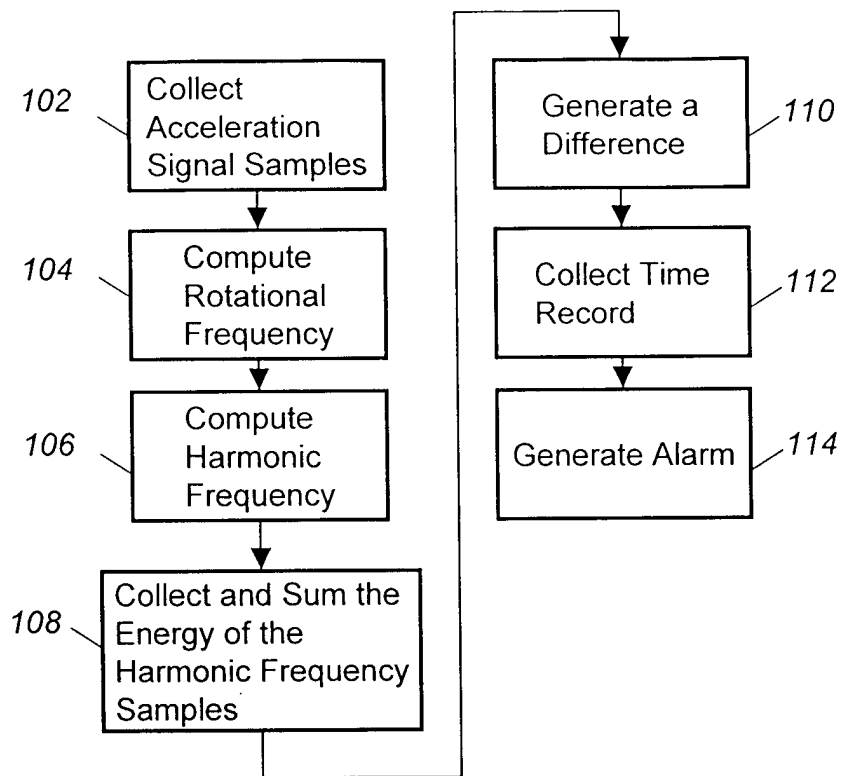 102
Collect
Acceleration
Signal Samples
104
Compute
Rotational
Frequency
106
Compute
Harmonic
Frequency
108
Collect and Sum the
Energy of the
Harmonic Frequency
Samples
Generate a
Difference
110
Collect Time
Record
112
Generate Alarm
114